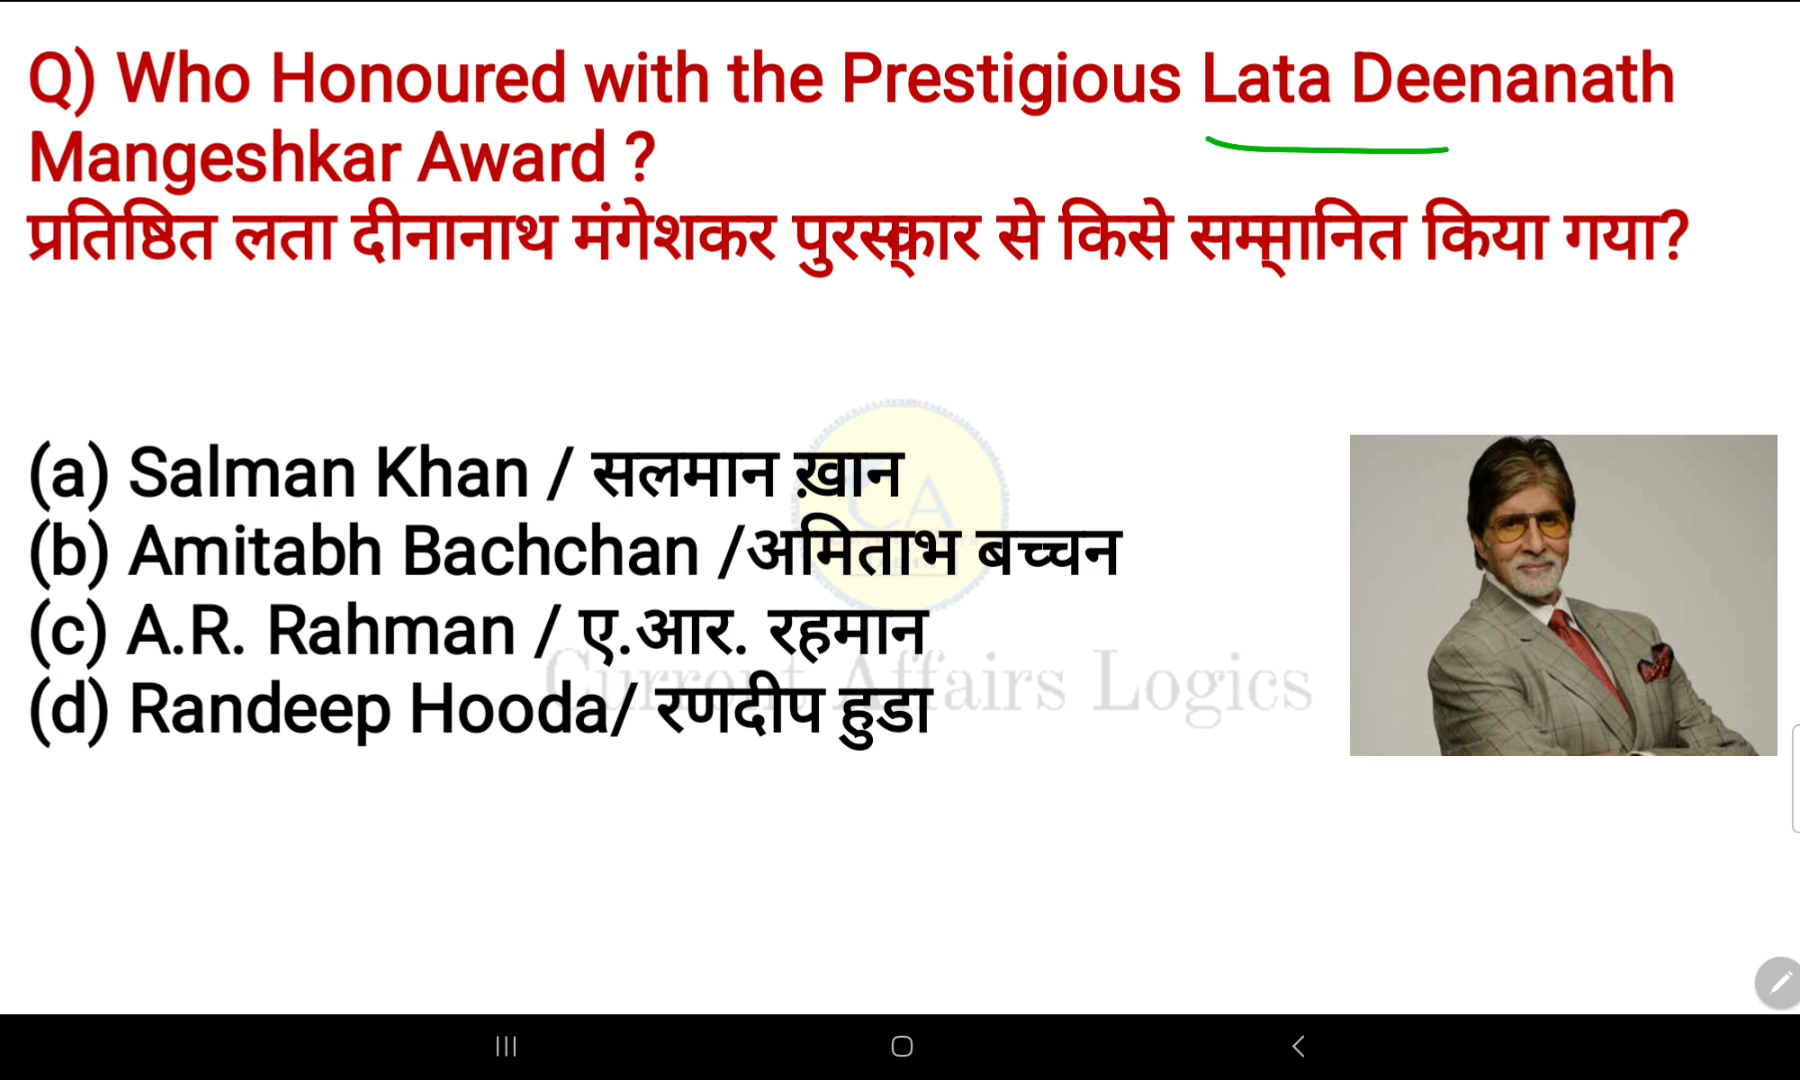 Q) Who Honoured with the Prestigious Lata Deenanath
Mangeshkar Award ?
प्रतिष्ठित लता दीनानाथ मंगेशकर पुरस्कार से किसे सम्मानित किया गया?
(a) Salman Khan / सलमान ख़ान
(b) Amitabh Bachchan /अमिताभ बच्चन
(c) A.R. Rahman / ए.आर. रहमान
(d) Randeep Hooda/ रणदीप हुडा
CA
Current Affairs Logics